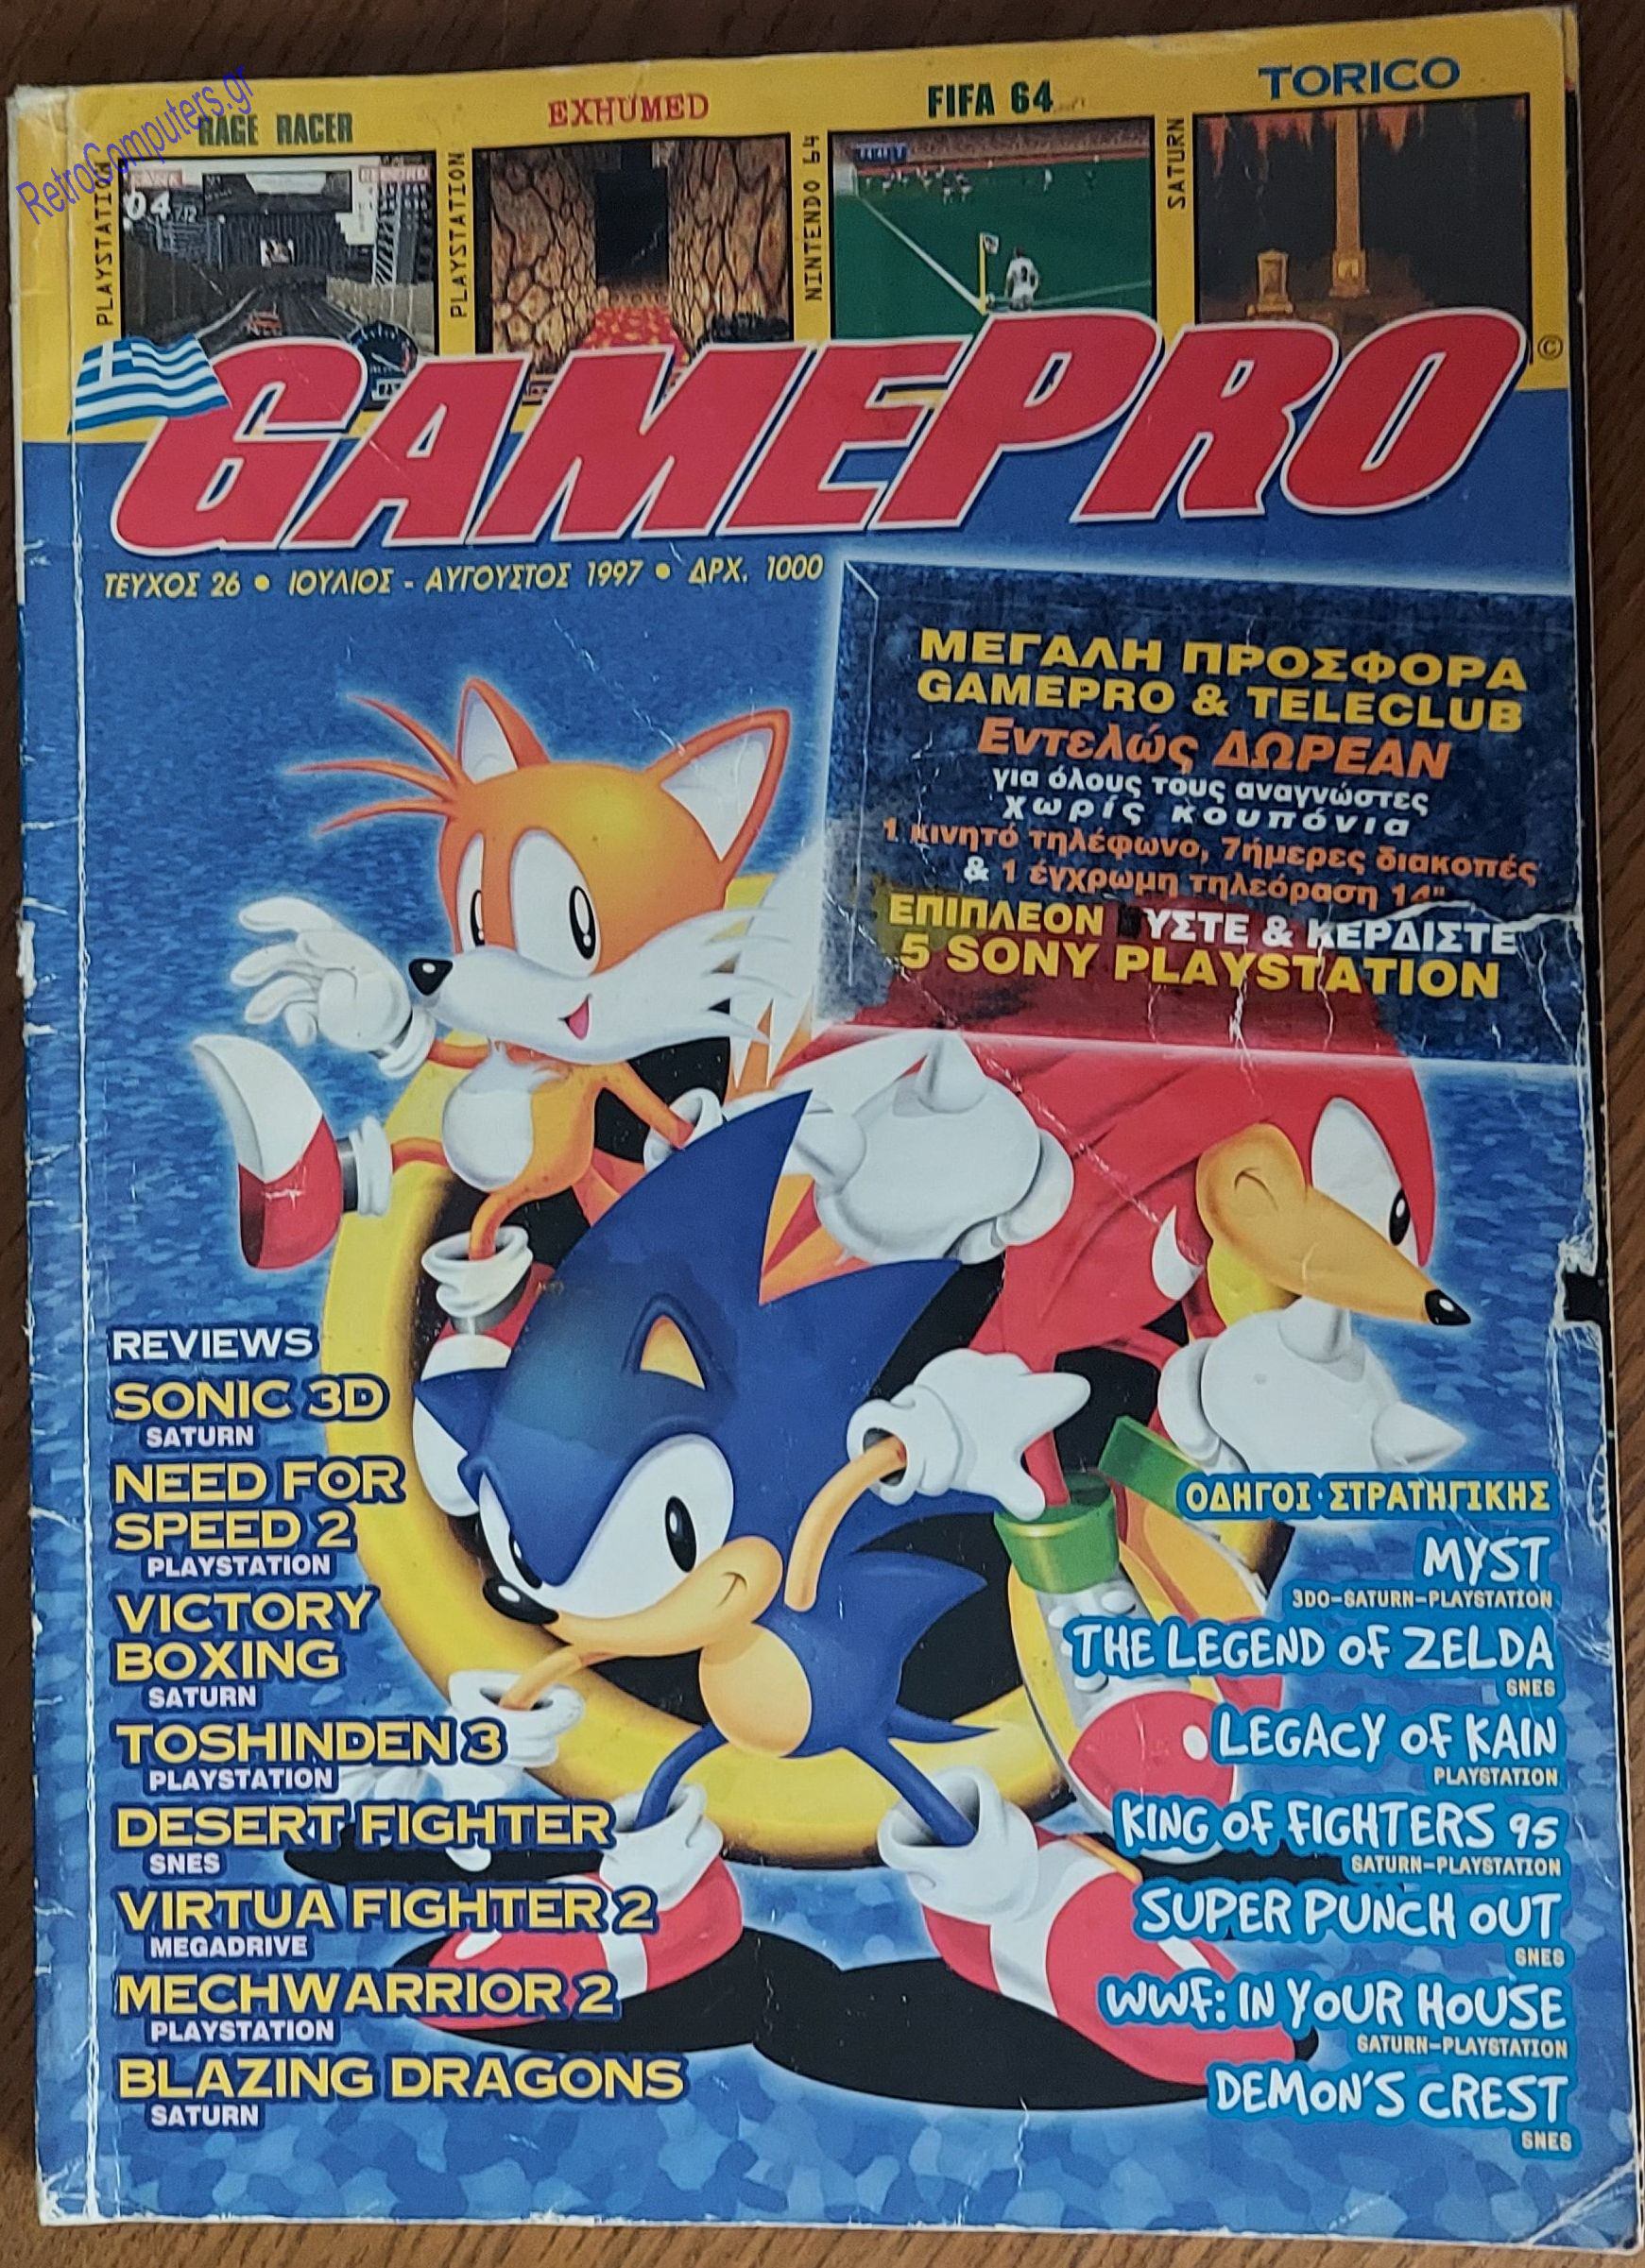 RetroComputers.gr
RAGE RACER
PLAYSTATION
EXHUMED
PLAYSTATION
FIFA 64
NINTENDO 64
TORICO
SATURN
GAMEPRO
©
ΤΕΥΧΟΣ 26 • ΙΟΥΛΙΟΣ - ΑΥΓΟΥΣΤΟΣ 1997 • ΔΡΧ. 1000
ΜΕΓΑΛΗ ΠΡΟΣΦΟΡΑ
GAMEPRO & TELECLUB
Εντελώς ΔΩΡΕΑΝ
για όλους τους αναγνώστες
χωρίς κουπόνια
1 κινητό τηλέφωνο, 7ήμερες διακοπές
& 1 έγχρωμη τηλεόραση 14"
ΕΠΙΠΛΕΟΝ & ΚΕΡΔΙΣΤΕ
5 SONY PLAYSTATION
REVIEWS
SONIC 3D
SATURN
NEED FOR
SPEED 2
PLAYSTATION
VICTORY
BOXING
SATURN
TOSHINDEN 3
PLAYSTATION
DESERT FIGHTER
SNES
VIRTUA FIGHTER 2
MEGADRIVE
MECHWARRIOR 2
PLAYSTATION
BLAZING DRAGONS
SATURN
ΟΔΗΓΟΙ ΣΤΡΑΤΗΓΙΚΗΣ
MYST
3DO-SATURN-PLAYSTATION
THE LEGEND OF ZELDA
SNES
LEGACY OF KAIN
PLAYSTATION
KING OF FIGHTERS 95
SATURN-PLAYSTATION
SUPER PUNCH OUT
SNES
WWF: IN YOUR HOUSE
SATURN-PLAYSTATION
DEMON'S CREST
SNES